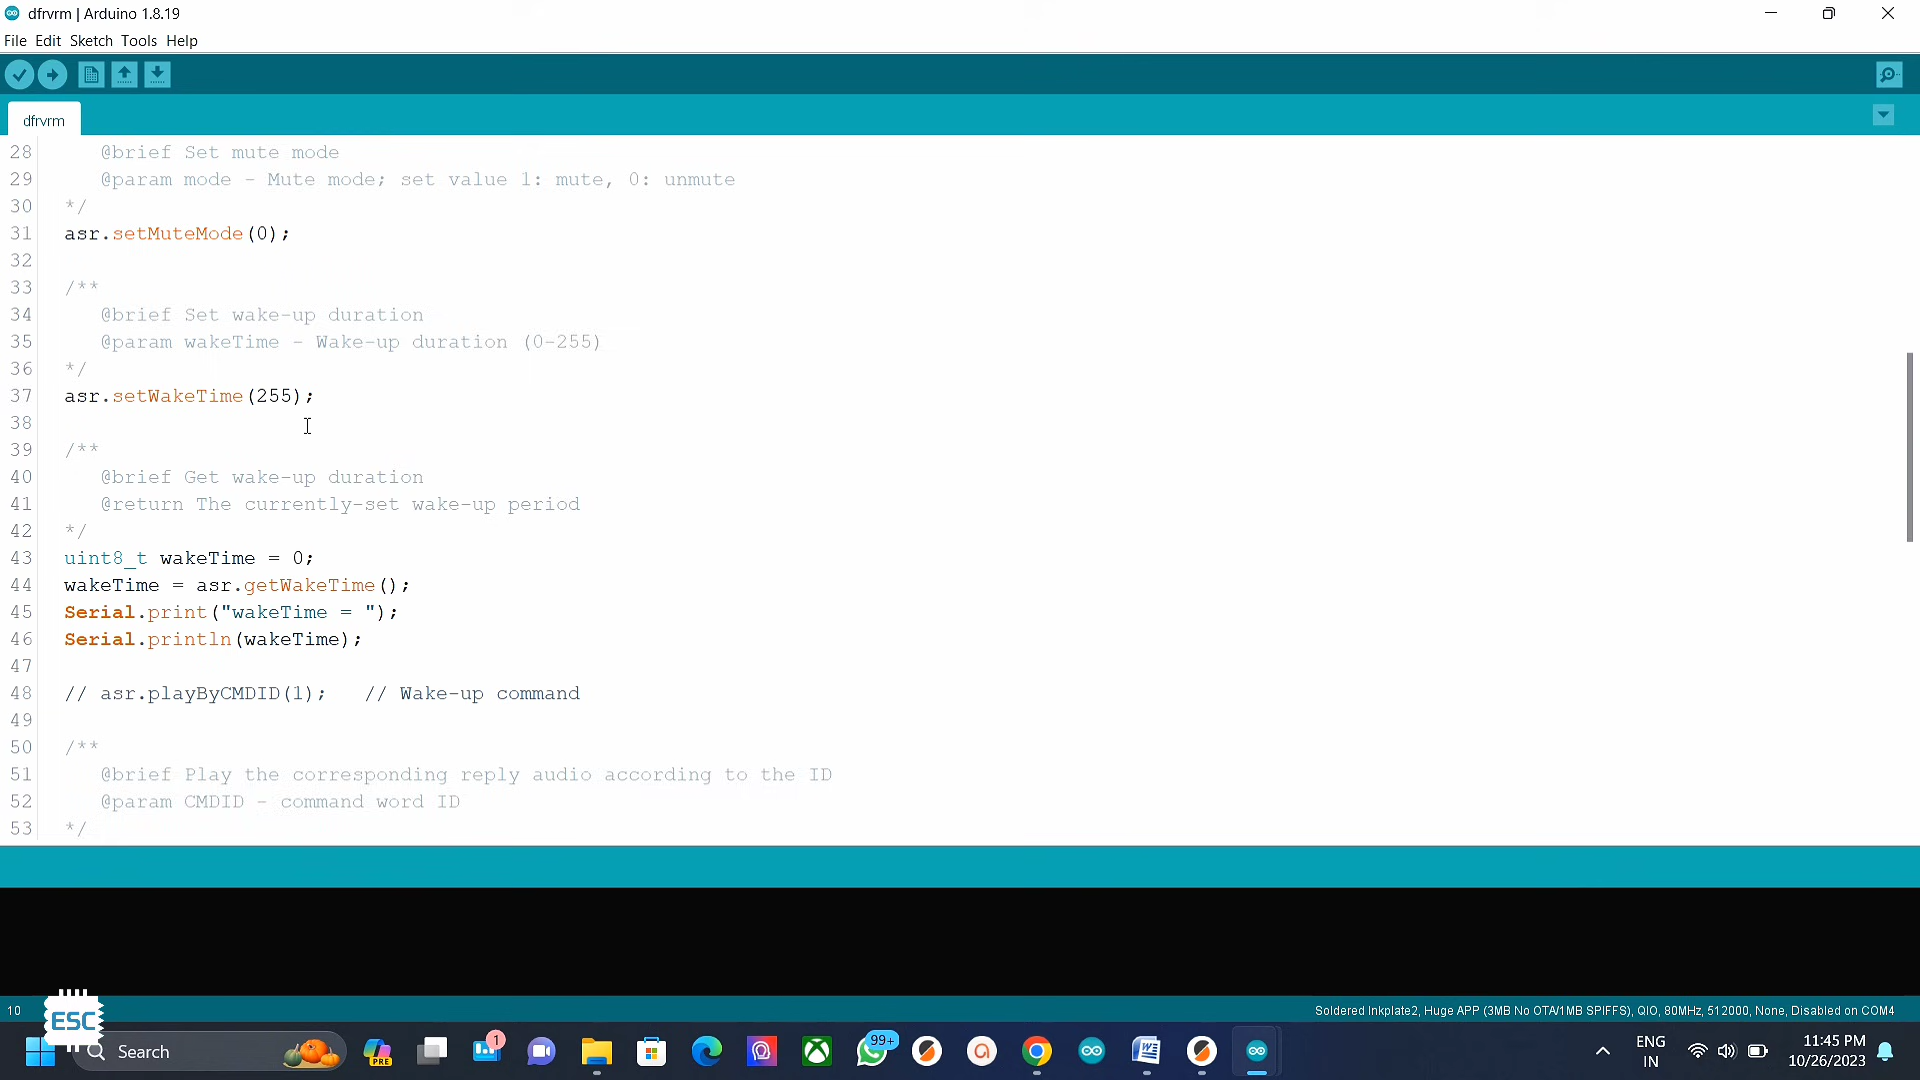 dfrvrm | Arduino 1.8.19
File Edit Sketch Tools Help
dfrvrm
28 @brief Set mute mode
29 @param mode - Mute mode; set value 1: mute, 0: unmute
30 */
31 asr.setMuteMode(0);
32
33 /**
34 @brief Set wake-up duration
35 @param wakeTime - Wake-up duration (0-255)
36 */
37 asr.setWakeTime(255);
38
39 /**
40 @brief Get wake-up duration
41 @return The currently-set wake-up period
42 */
43 uint8_t wakeTime = 0;
44 wakeTime = asr.getWakeTime();
45 Serial.print("wakeTime = ");
46 Serial.println(wakeTime);
47
48 // asr.playByCMDID(1);   // Wake-up command
49
50 /**
51 @brief Play the corresponding reply audio according to the ID
52 @param CMDID - command word ID
53 */
10
Soldered Inkplate2, Huge APP (3MB No OTA/1MB SPIFFS), QIO, 80MHz, 512000, None, Disabled on COM4
ESC
Search
PRE
1
99+
ENG
IN
11:45 PM
10/26/2023